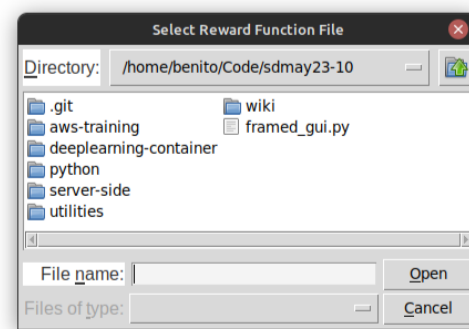 Select Reward Function File
Directory: /home/benito/Code/sdmay23-10
.git
aws-training
deeplearning-container
python
server-side
utilities
wiki
framed_gui.py
File name: Open
Files of type: Cancel